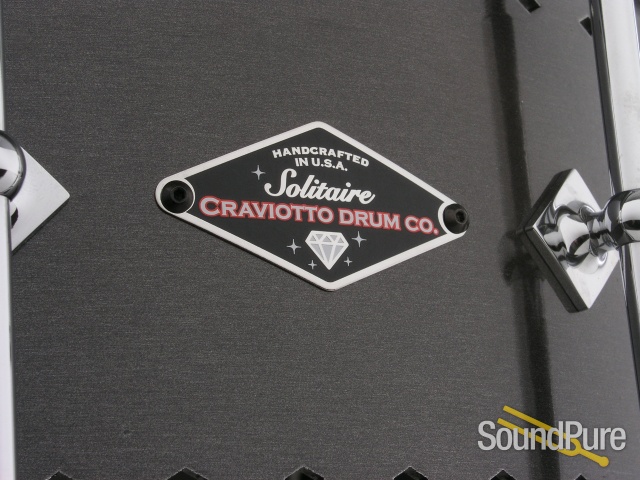 HANDCRAFTED
IN U.S.A.
Solitaire
CRAVIOTTO DRUM CO.
SoundPure